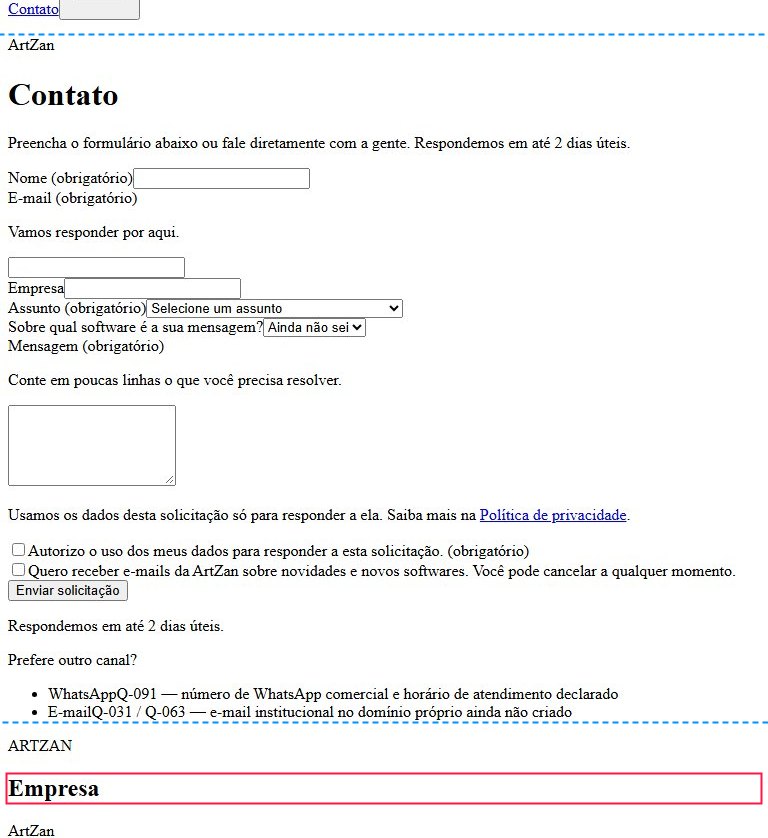 Contato
ArtZan
Contato
Preencha o formulário abaixo ou fale diretamente com a gente. Respondemos em até 2 dias úteis.
Nome (obrigatório)
E-mail (obrigatório)
Vamos responder por aqui.
Empresa
Assunto (obrigatório) Selecione um assunto
Sobre qual software é a sua mensagem? Ainda não sei
Mensagem (obrigatório)
Conte em poucas linhas o que você precisa resolver.
Usamos os dados desta solicitação só para responder a ela. Saiba mais na Política de privacidade.
Autorizo o uso dos meus dados para responder a esta solicitação. (obrigatório)
Quero receber e-mails da ArtZan sobre novidades e novos softwares. Você pode cancelar a qualquer momento.
Enviar solicitação
Respondemos em até 2 dias úteis.
Prefere outro canal?
• WhatsAppQ-091 — número de WhatsApp comercial e horário de atendimento declarado
• E-mailQ-031 / Q-063 — e-mail institucional no domínio próprio ainda não criado
ARTZAN
Empresa
ArtZan